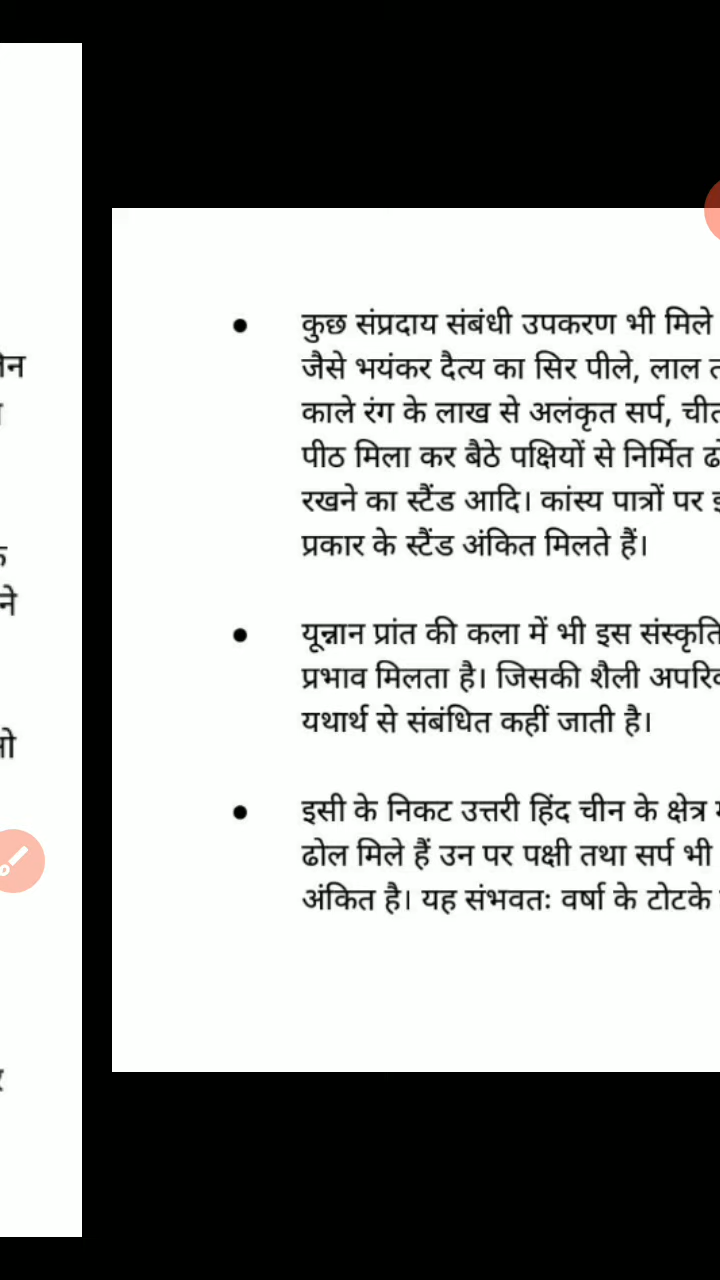 कुछ संप्रदाय संबंधी उपकरण भी मिले
जैसे भयंकर दैत्य का सिर पीले, लाल
काले रंग के लाख से अलंकृत सर्प,
पीठ मिला कर बैठे पक्षियों से निर्मित
रखने का स्टैंड आदि। कांस्य पात्रों पर
प्रकार के स्टैंड अंकित मिलते हैं।
यून्नान प्रांत की कला में भी इस संस्कृति
प्रभाव मिलता है। जिसकी शैली
यथार्थ से संबंधित कहीं जाती है।
इसी के निकट उत्तरी हिंद चीन के क्षेत्र
ढोल मिले हैं उन पर पक्षी तथा सर्प भी
अंकित है। यह संभवतः वर्षा के टोटके